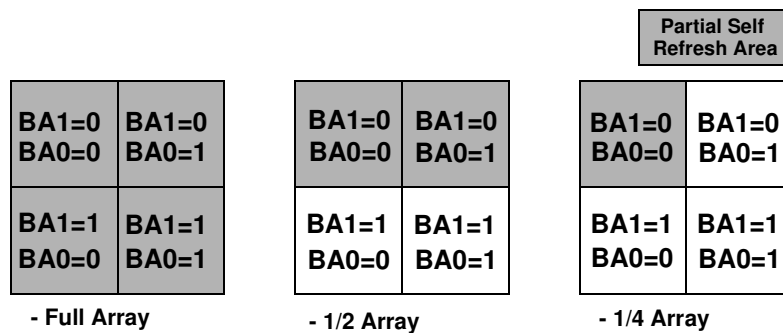 Partial Self
Refresh Area
BA1=0 BA1=0
BA0=0 BA0=1
BA1=1 BA1=1
BA0=0 BA0=1
- Full Array
BA1=0 BA1=0
BA0=0 BA0=1
BA1=1 BA1=1
BA0=0 BA0=1
- 1/2 Array
BA1=0 BA1=0
BA0=0 BA0=1
BA1=1 BA1=1
BA0=0 BA0=1
- 1/4 Array